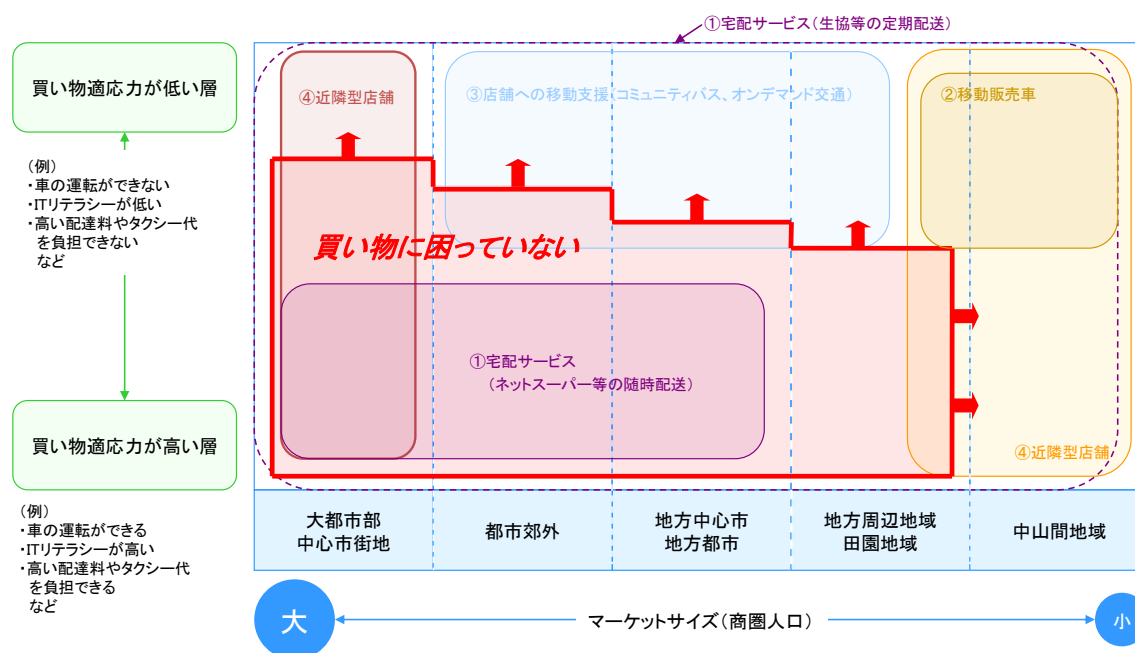 ①宅配サービス(生協等の定期配送)
買い物適応力が低い層
(例)
・車の運転ができない
・ITリテラシーが低い
・高い配達料やタクシー代
を負担できない
など
買い物適応力が高い層
(例)
・車の運転ができる
・ITリテラシーが高い
・高い配達料やタクシー代
を負担できる
など
④近隣型店舗
③店舗への移動支援(コミュニティバス、オンデマンド交通)
②移動販売車
買い物に困っていない
①宅配サービス
(ネットスーパー等の随時配送)
④近隣型店舗
大都市部
中心市街地
都市郊外
地方中心市
地方都市
地方周辺地域
田園地域
中山間地域
大
マーケットサイズ(商圏人口)
小